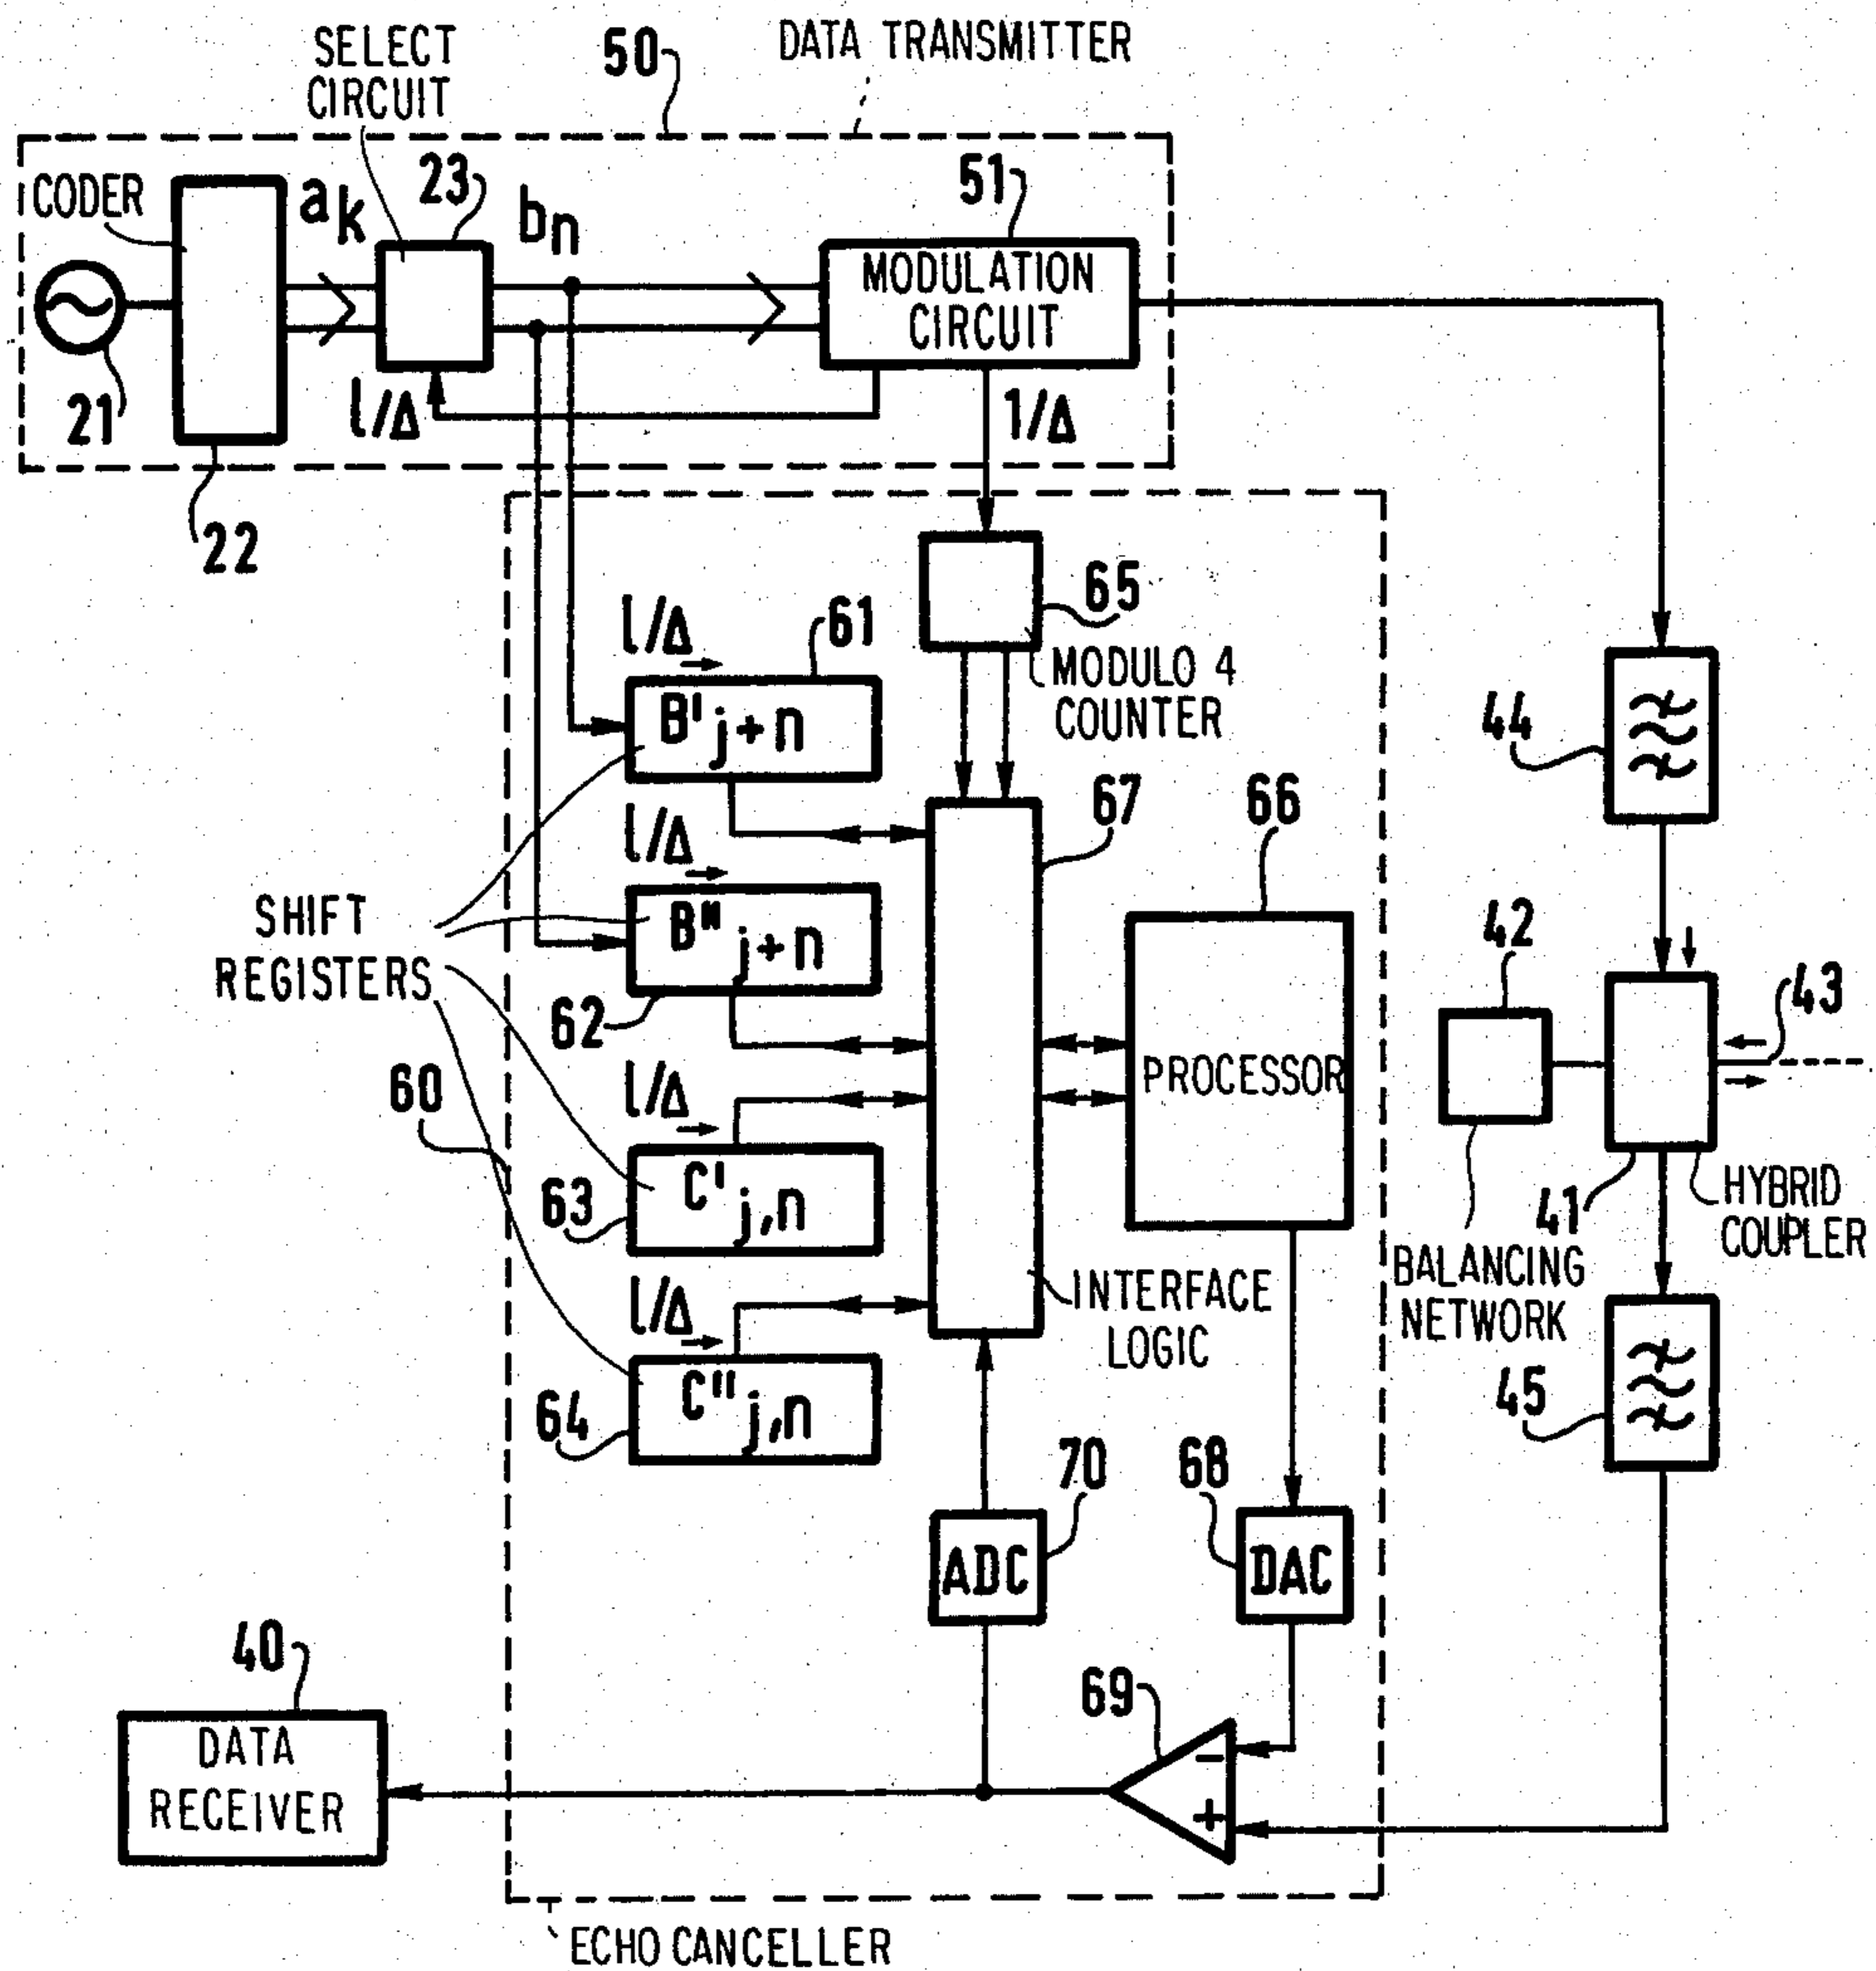 SELECT
CIRCUIT
50
DATA TRANSMITTER
CODER
a k
23
b n
51
MODULATION
CIRCUIT
21
l/Δ
1/Δ
22
65
MODULO 4
COUNTER
l/Δ
61
B' j+n
44
67
66
l/Δ
SHIFT
REGISTERS
B" j+n
62
42
43
PROCESSOR
60
l/Δ
63
C' j,n
41
HYBRID
COUPLER
BALANCING
NETWORK
INTERFACE
LOGIC
l/Δ
64
C" j,n
45
70
68
ADC
DAC
40
69
DATA
RECEIVER
−
+
ECHO CANCELLER